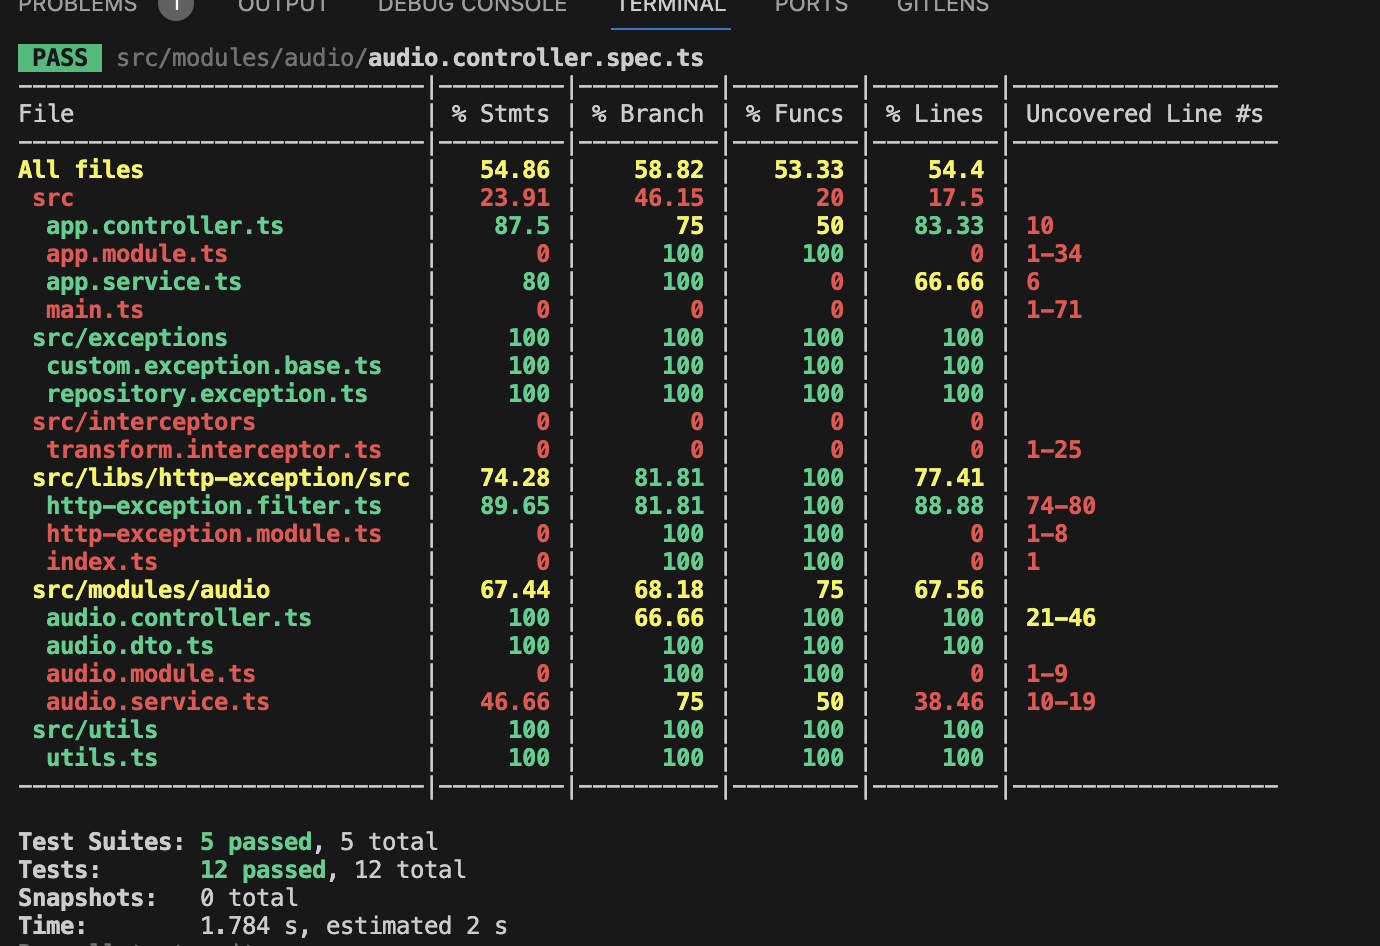 PROBLEMS 1 OUTPUT DEBUG CONSOLE TERMINAL PORTS GITLENS
PASS src/modules/audio/audio.controller.spec.ts
File | % Stmts | % Branch | % Funcs | % Lines | Uncovered Line #s
All files | 54.86 | 58.82 | 53.33 | 54.4 |
src | 23.91 | 46.15 | 20 | 17.5 |
app.controller.ts | 87.5 | 75 | 50 | 83.33 | 10
app.module.ts | 0 | 100 | 100 | 0 | 1-34
app.service.ts | 80 | 100 | 0 | 66.66 | 6
main.ts | 0 | 0 | 0 | 0 | 1-71
src/exceptions | 100 | 100 | 100 | 100 |
custom.exception.base.ts | 100 | 100 | 100 | 100 |
repository.exception.ts | 100 | 100 | 100 | 100 |
src/interceptors | 0 | 0 | 0 | 0 |
transform.interceptor.ts | 0 | 0 | 0 | 0 | 1-25
src/libs/http-exception/src | 74.28 | 81.81 | 100 | 77.41 |
http-exception.filter.ts | 89.65 | 81.81 | 100 | 88.88 | 74-80
http-exception.module.ts | 0 | 100 | 100 | 0 | 1-8
index.ts | 0 | 100 | 100 | 0 | 1
src/modules/audio | 67.44 | 68.18 | 75 | 67.56 |
audio.controller.ts | 100 | 66.66 | 100 | 100 | 21-46
audio.dto.ts | 100 | 100 | 100 | 100 |
audio.module.ts | 0 | 100 | 100 | 0 | 1-9
audio.service.ts | 46.66 | 75 | 50 | 38.46 | 10-19
src/utils | 100 | 100 | 100 | 100 |
utils.ts | 100 | 100 | 100 | 100 |
Test Suites: 5 passed, 5 total
Tests: 12 passed, 12 total
Snapshots: 0 total
Time: 1.784 s, estimated 2 s